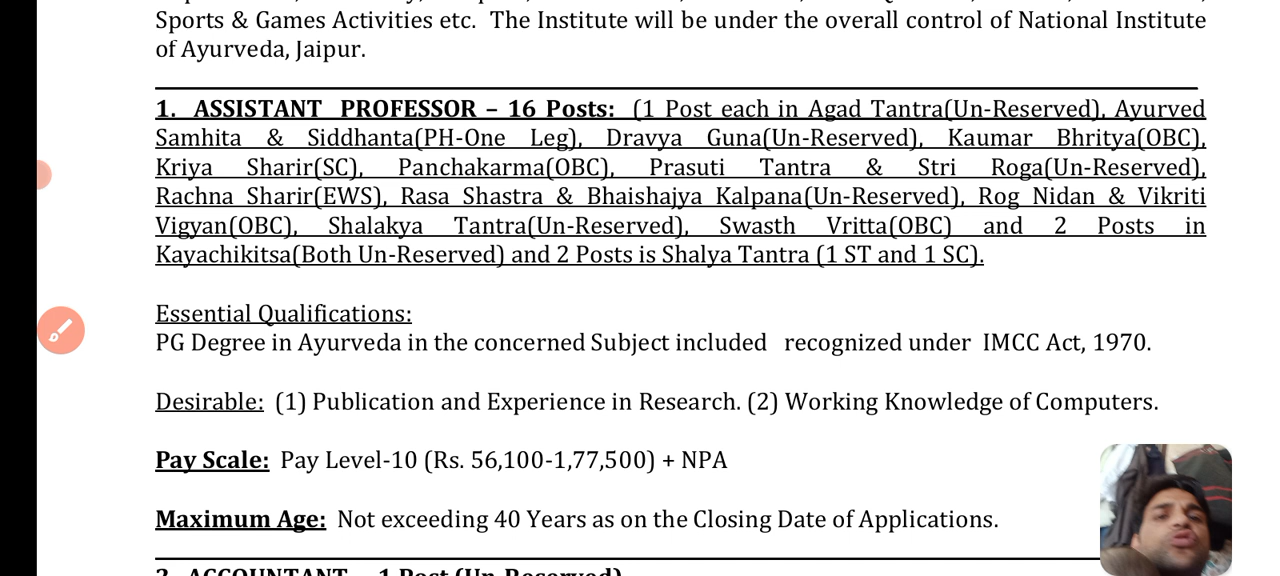 Sports & Games Activities etc. The Institute will be under the overall control of National Institute
of Ayurveda, Jaipur.
1. ASSISTANT PROFESSOR – 16 Posts: (1 Post each in Agad Tantra(Un-Reserved), Ayurved
Samhita & Siddhanta(PH-One Leg), Dravya Guna(Un-Reserved), Kaumar Bhritya(OBC),
Kriya Sharir(SC), Panchakarma(OBC), Prasuti Tantra & Stri Roga(Un-Reserved),
Rachna Sharir(EWS), Rasa Shastra & Bhaishajya Kalpana(Un-Reserved), Rog Nidan & Vikriti
Vigyan(OBC), Shalakya Tantra(Un-Reserved), Swasth Vritta(OBC) and 2 Posts in
Kayachikitsa(Both Un-Reserved) and 2 Posts is Shalya Tantra (1 ST and 1 SC).
Essential Qualifications:
PG Degree in Ayurveda in the concerned Subject included recognized under IMCC Act, 1970.
Desirable: (1) Publication and Experience in Research. (2) Working Knowledge of Computers.
Pay Scale: Pay Level-10 (Rs. 56,100-1,77,500) + NPA
Maximum Age: Not exceeding 40 Years as on the Closing Date of Applications.
2. ACCOUNTANT – 1 Post (Un-Reserved)